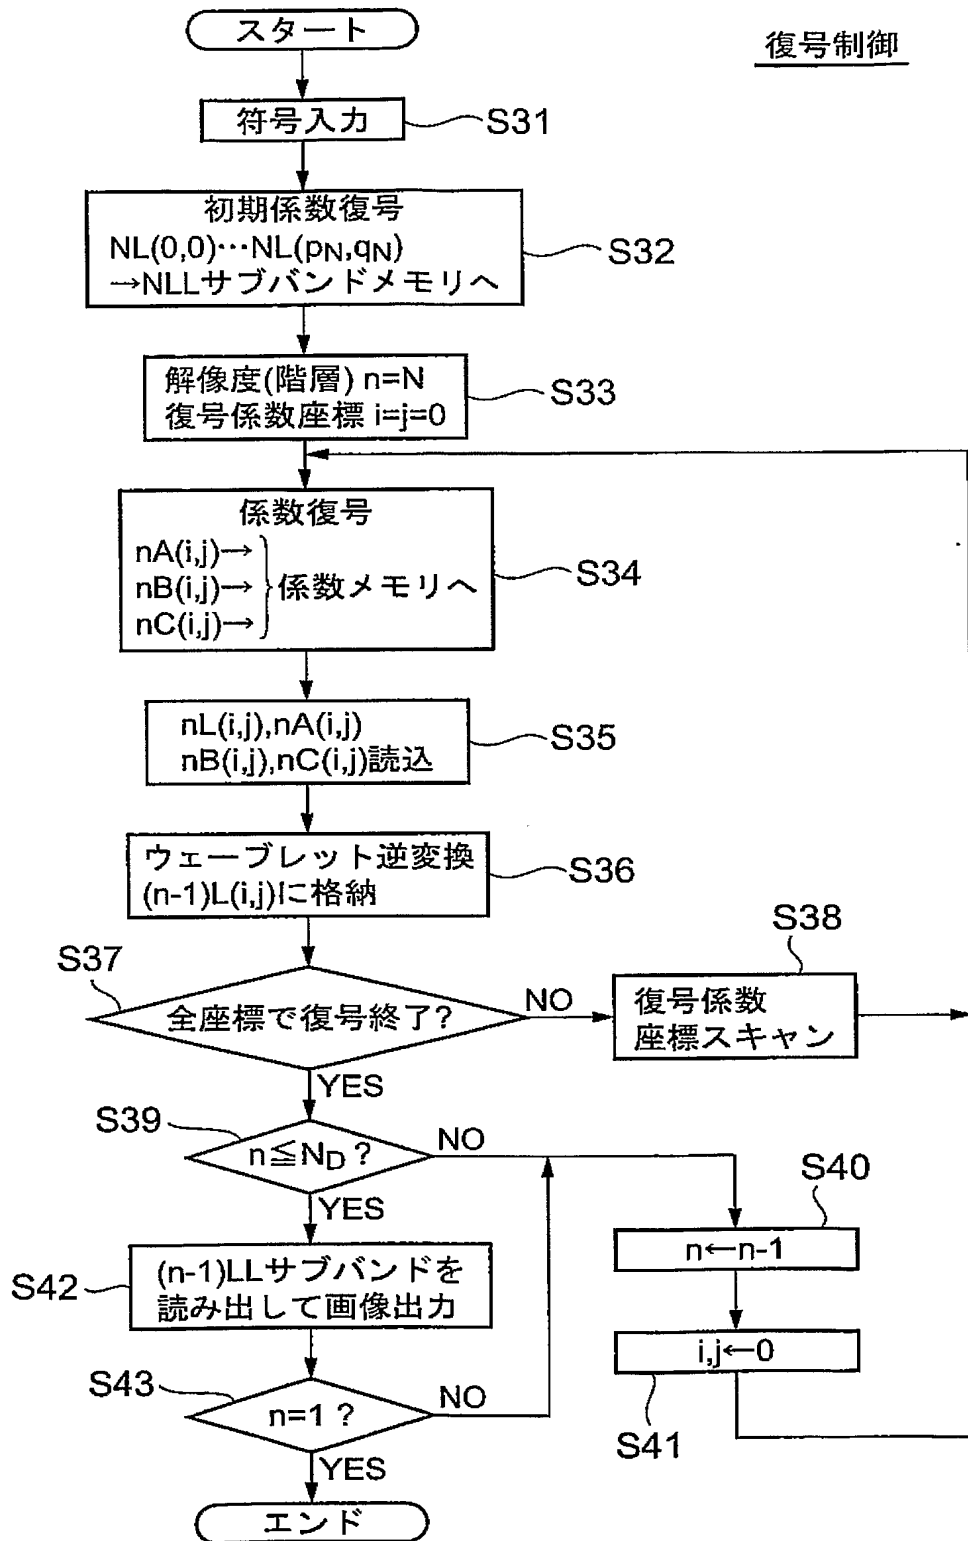 復号制御
スタート
符号入力
S31
初期係数復号
NL(0,0)…NL(pN,qN)
→NLLサブバンドメモリへ
S32
解像度(階層) n=N
復号係数座標 i=j=0
S33
係数復号
nA(i,j)→
nB(i,j)→
nC(i,j)→
係数メモリへ
S34
nL(i,j),nA(i,j)
nB(i,j),nC(i,j)読込
S35
ウェーブレット逆変換
(n-1)L(i,j)に格納
S36
S37
全座標で復号終了?
NO
YES
S38
復号係数
座標スキャン
S39
n≦ND ?
NO
YES
S40
n←n-1
i,j←0
S41
S42
(n-1)LLサブバンドを
読み出して画像出力
S43
n=1 ?
NO
YES
エンド